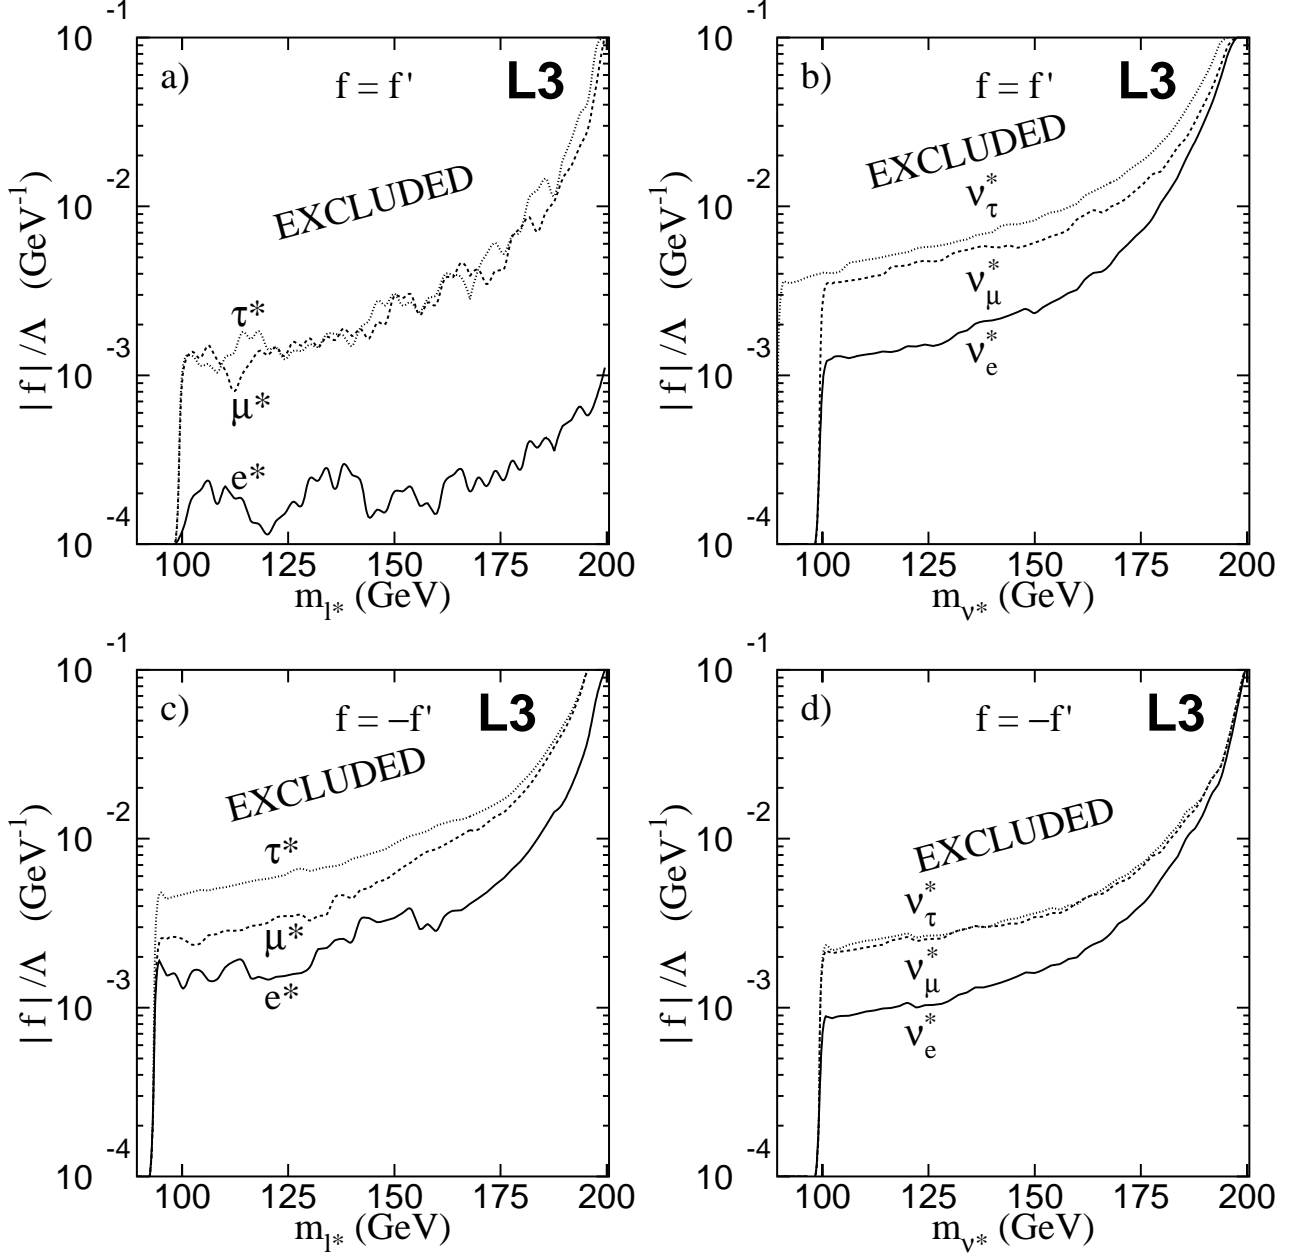 a) f = f' L3
EXCLUDED
τ*
μ*
e*
|f|/Λ (GeV⁻¹)
10⁻¹
10⁻²
10⁻³
10⁻⁴
100 125 150 175 200
m_l* (GeV)
b) f = f' L3
EXCLUDED
ν*_τ
ν*_μ
ν*_e
|f|/Λ (GeV⁻¹)
10⁻¹
10⁻²
10⁻³
10⁻⁴
100 125 150 175 200
m_ν* (GeV)
c) f = −f' L3
EXCLUDED
τ*
μ*
e*
|f|/Λ (GeV⁻¹)
10⁻¹
10⁻²
10⁻³
10⁻⁴
100 125 150 175 200
m_l* (GeV)
d) f = −f' L3
EXCLUDED
ν*_τ
ν*_μ
ν*_e
|f|/Λ (GeV⁻¹)
10⁻¹
10⁻²
10⁻³
10⁻⁴
100 125 150 175 200
m_ν* (GeV)